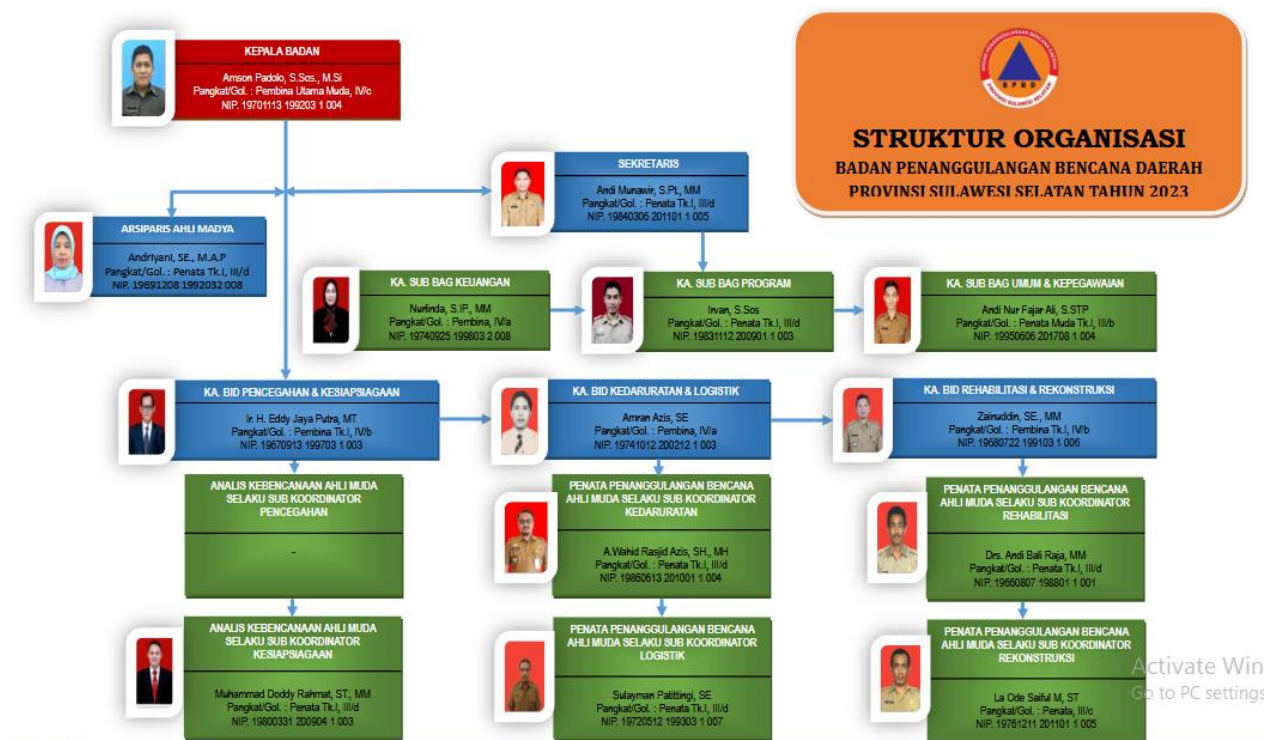 KEPALA BADAN
Amson Padolo, S.Sos., M.Si
Pangkat/Gol. : Pembina Utama Muda, IV/c
NIP. 19701113 199203 1 004
BPBD
PROVINSI SULAWESI SELATAN
STRUKTUR ORGANISASI
BADAN PENANGGULANGAN BENCANA DAERAH
PROVINSI SULAWESI SELATAN TAHUN 2023
SEKRETARIS
Andi Munawir, S.Pt., MM
Pangkat/Gol. : Penata Tk.I, III/d
NIP. 19840306 201101 1 005
ARSIPARIS AHLI MADYA
Andriyani, SE., M.A.P
Pangkat/Gol. : Penata Tk.I, III/d
NIP. 19691208 1992032 008
KA. SUB BAG KEUANGAN
Nurlinda, S.IP., MM
Pangkat/Gol. : Pembina, IV/a
NIP. 19740925 199803 2 008
KA. SUB BAG PROGRAM
Irvan, S.Sos
Pangkat/Gol. : Penata Tk.I, III/d
NIP. 19831112 200901 1 003
KA. SUB BAG UMUM & KEPEGAWAIAN
Andi Nur Fajar Ali, S.STP
Pangkat/Gol. : Penata Muda Tk.I, III/b
NIP. 19950606 201708 1 004
KA. BID PENCEGAHAN & KESIAPSIAGAAN
Ir. H. Eddy Jaya Putra, MT
Pangkat/Gol. : Pembina Tk.I, IV/b
NIP. 19670913 199703 1 003
KA. BID KEDARURATAN & LOGISTIK
Amran Azis, SE
Pangkat/Gol. : Pembina, IV/a
NIP. 19741012 200212 1 003
KA. BID REHABILITASI & REKONSTRUKSI
Zainuddin, SE., MM
Pangkat/Gol. : Pembina Tk.I, IV/b
NIP. 19680722 199103 1 006
ANALIS KEBENCANAAN AHLI MUDA
SELAKU SUB KOORDINATOR
PENCEGAHAN
-
PENATA PENANGGULANGAN BENCANA
AHLI MUDA SELAKU SUB KOORDINATOR
KEDARURATAN
A.Wahid Rasjid Azis, SH., MH
Pangkat/Gol. : Penata Tk.I, III/d
NIP. 19860613 201001 1 004
PENATA PENANGGULANGAN BENCANA
AHLI MUDA SELAKU SUB KOORDINATOR
REHABILITASI
Drs. Andi Bali Raja, MM
Pangkat/Gol. : Penata Tk.I, III/d
NIP. 19660807 198801 1 001
ANALIS KEBENCANAAN AHLI MUDA
SELAKU SUB KOORDINATOR
KESIAPSIAGAAN
Muhammad Doddy Rahmat, ST., MM
Pangkat/Gol. : Penata Tk.I, III/d
NIP. 19800331 200904 1 003
PENATA PENANGGULANGAN BENCANA
AHLI MUDA SELAKU SUB KOORDINATOR
LOGISTIK
Sulayman Patittingi, SE
Pangkat/Gol. : Penata Tk.I, III/d
NIP. 19720512 199303 1 007
PENATA PENANGGULANGAN BENCANA
AHLI MUDA SELAKU SUB KOORDINATOR
REKONSTRUKSI
La Ode Saiful M, ST
Pangkat/Gol. : Penata, III/c
NIP. 19761211 201101 1 005
Activate Win
Go to PC settings